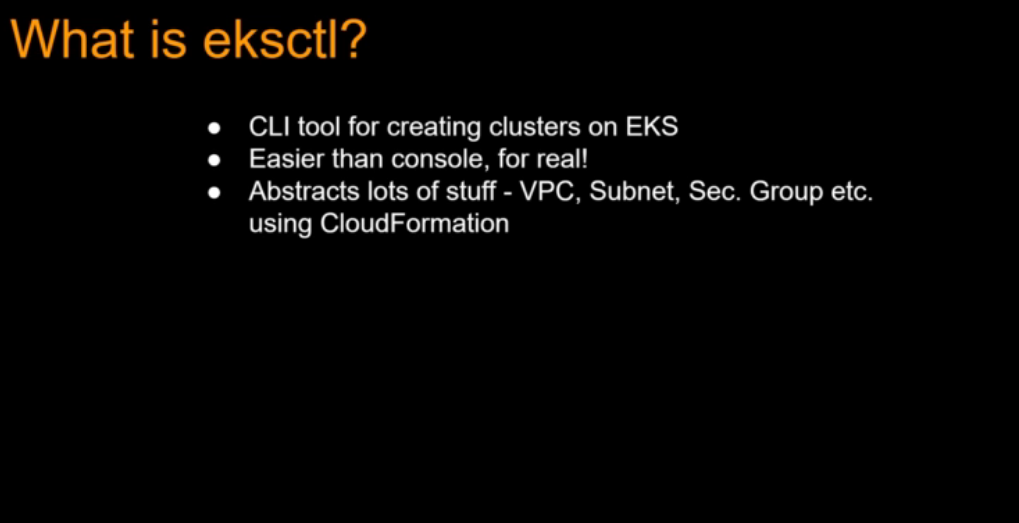 What is eksctl?
● CLI tool for creating clusters on EKS
● Easier than console, for real!
● Abstracts lots of stuff - VPC, Subnet, Sec. Group etc.
using CloudFormation